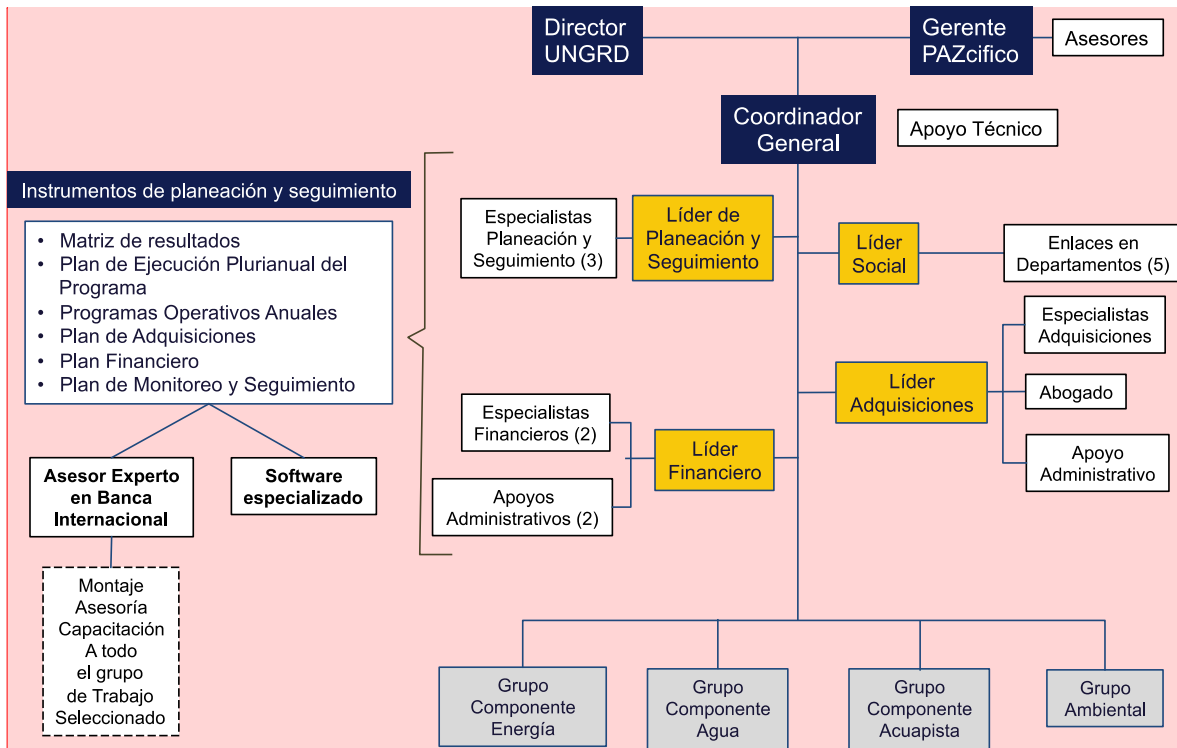 Director
UNGRD
Gerente
PAZcifico
Asesores
Coordinador
General
Apoyo Técnico
Instrumentos de planeación y seguimiento
• Matriz de resultados
• Plan de Ejecución Plurianual del
Programa
• Programas Operativos Anuales
• Plan de Adquisiciones
• Plan Financiero
• Plan de Monitoreo y Seguimiento
Asesor Experto
en Banca
Internacional
Software
especializado
Montaje
Asesoría
Capacitación
A todo
el grupo
de Trabajo
Seleccionado
Especialistas
Planeación y
Seguimiento (3)
Líder de
Planeación y
Seguimiento
Líder
Social
Enlaces en
Departamentos (5)
Especialistas
Adquisiciones
Líder
Adquisiciones
Abogado
Apoyo
Administrativo
Especialistas
Financieros (2)
Líder
Financiero
Apoyos
Administrativos (2)
Grupo
Componente
Energía
Grupo
Componente
Agua
Grupo
Componente
Acuapista
Grupo
Ambiental